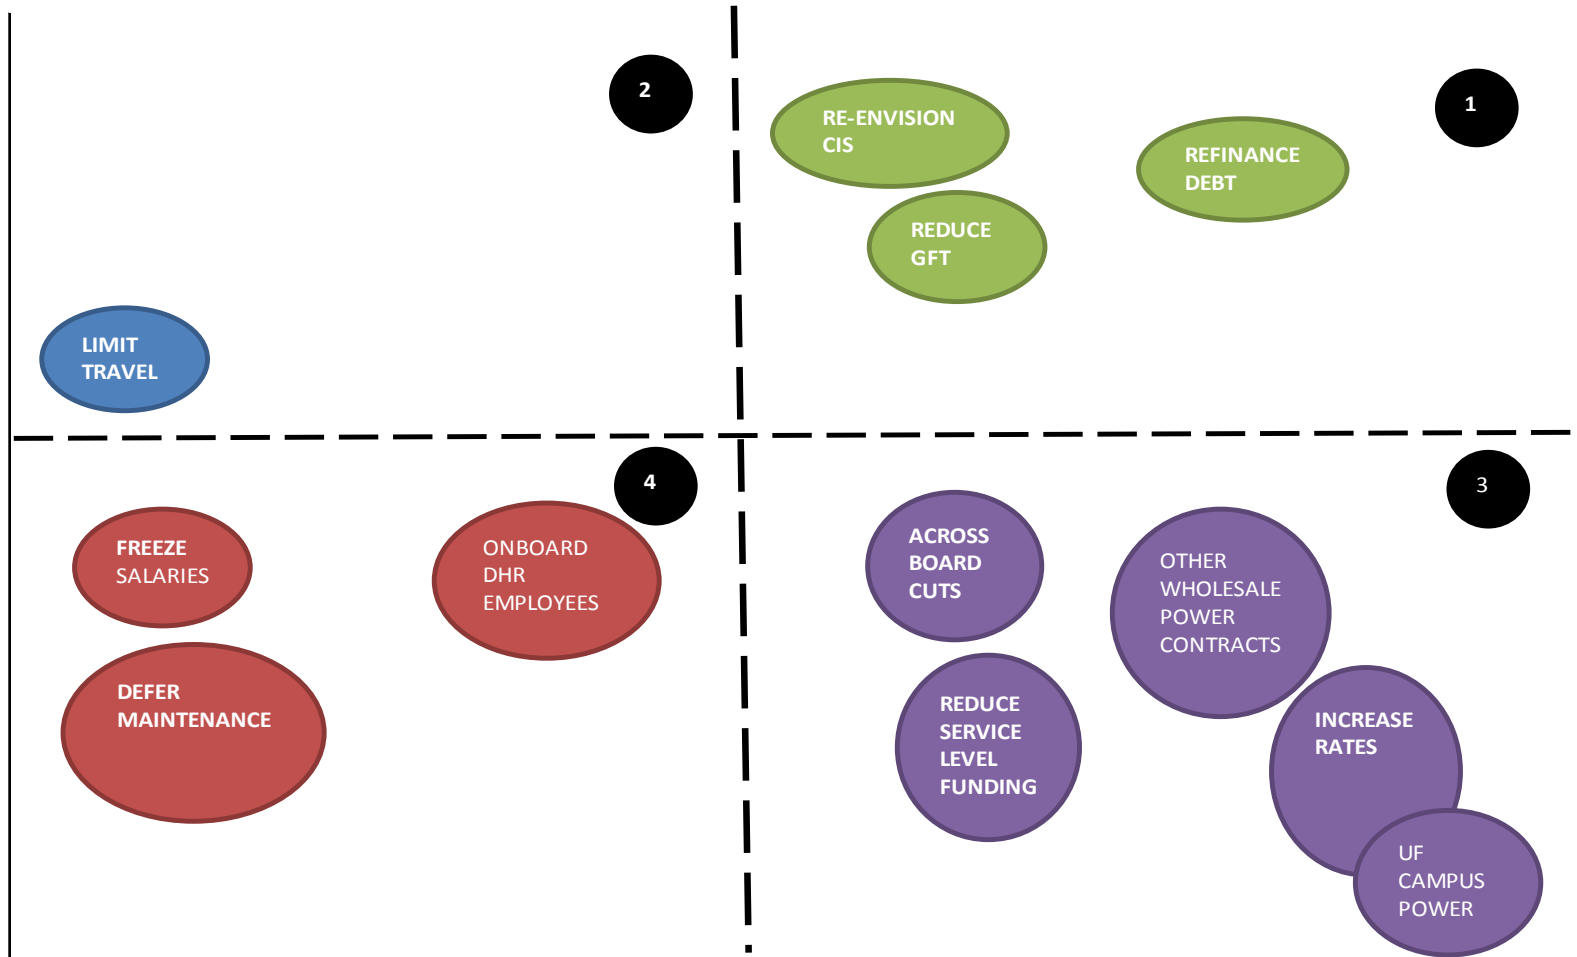 2
RE-ENVISION
CIS
1
REFINANCE
DEBT
REDUCE
GFT
LIMIT
TRAVEL
4
3
FREEZE
SALARIES
ONBOARD
DHR
EMPLOYEES
ACROSS
BOARD
CUTS
OTHER
WHOLESALE
POWER
CONTRACTS
DEFER
MAINTENANCE
REDUCE
SERVICE
LEVEL
FUNDING
INCREASE
RATES
UF
CAMPUS
POWER